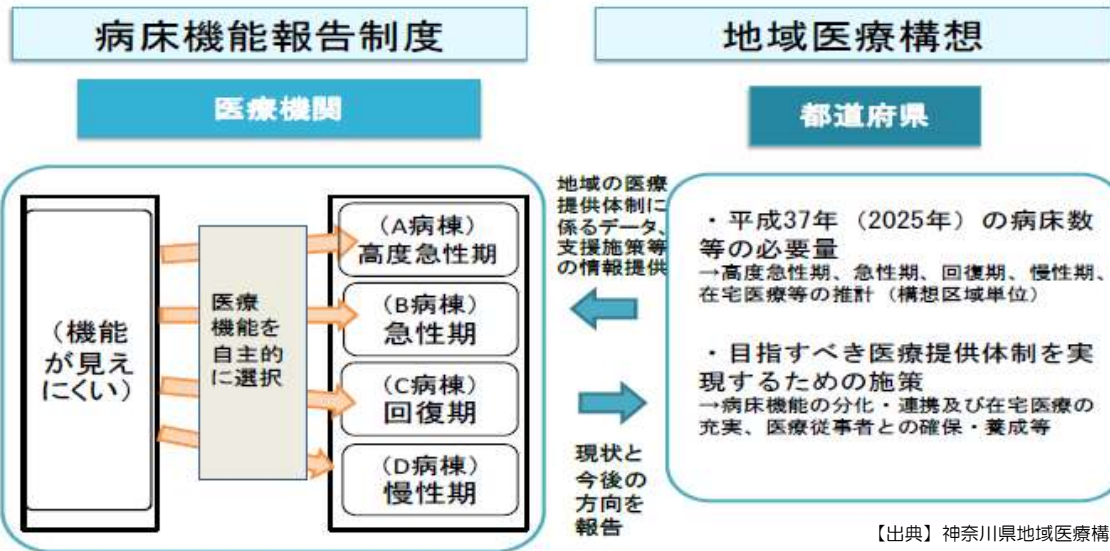 病床機能報告制度
医療機関
(機能
が見え
にくい)
医療
機能を
自主的
に選択
(A病棟)
高度急性期
(B病棟)
急性期
(C病棟)
回復期
(D病棟)
慢性期
地域の医療
提供体制に
係るデータ、
支援施策等
の情報提供
現状と
今後の
方向を
報告
地域医療構想
都道府県
・平成37年（2025年）の病床数
等の必要量
→高度急性期、急性期、回復期、慢性期、
在宅医療等の推計（構想区域単位）
・目指すべき医療提供体制を実
現するための施策
→病床機能の分化・連携及び在宅医療の
充実、医療従事者との確保・養成等
【出典】神奈川県地域医療構